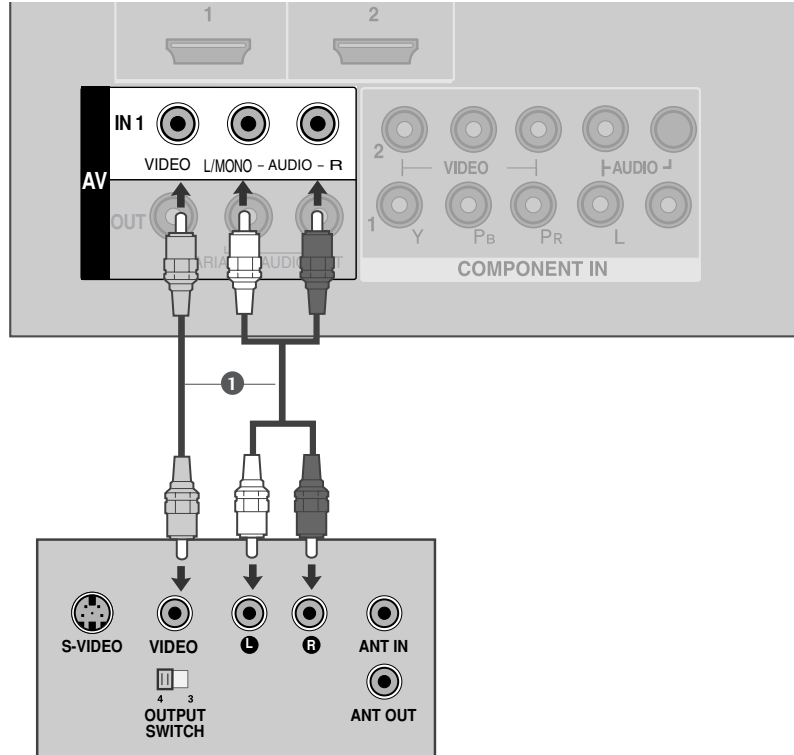 1 2
IN 1
VIDEO L/MONO - AUDIO - R
AV
OUT
AUDIO
2
VIDEO AUDIO
1
Y PB PR L
COMPONENT IN
1
S-VIDEO VIDEO L R ANT IN
4 3
OUTPUT
SWITCH
ANT OUT